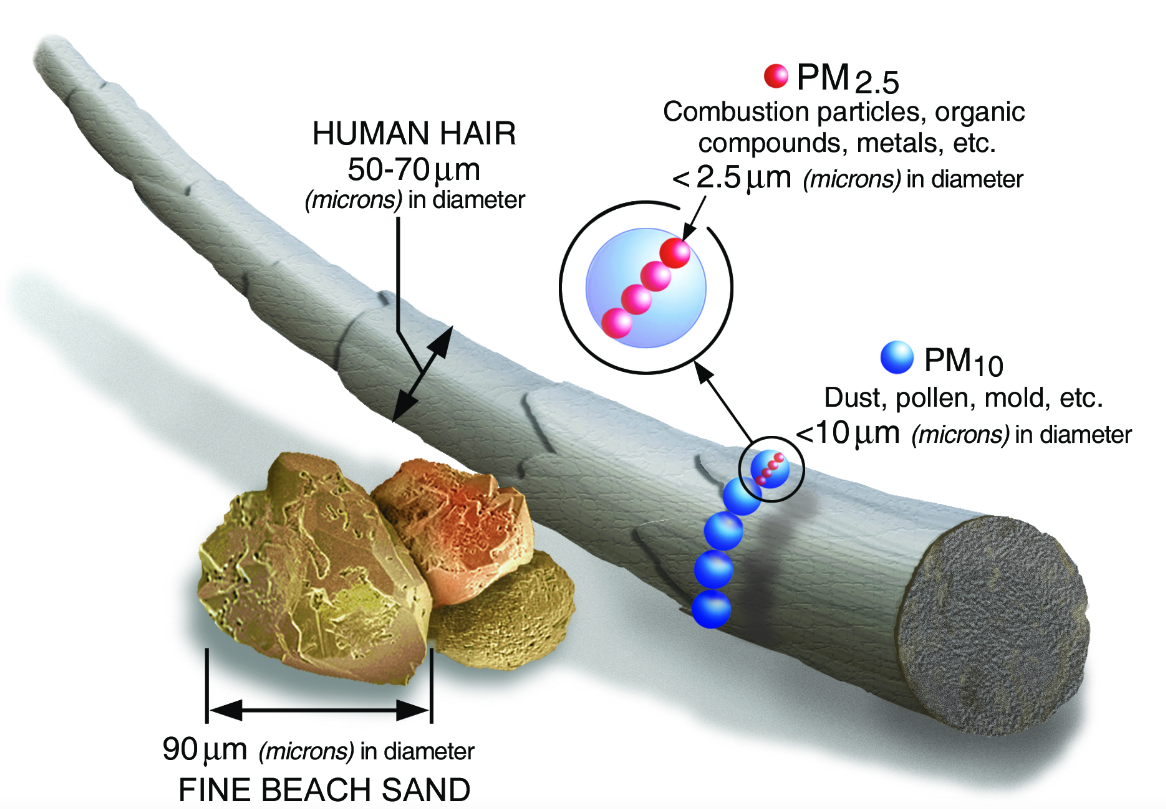 HUMAN HAIR
50-70 μm
(microns) in diameter
PM2.5
Combustion particles, organic
compounds, metals, etc.
< 2.5 μm (microns) in diameter
PM10
Dust, pollen, mold, etc.
<10 μm (microns) in diameter
90 μm (microns) in diameter
FINE BEACH SAND